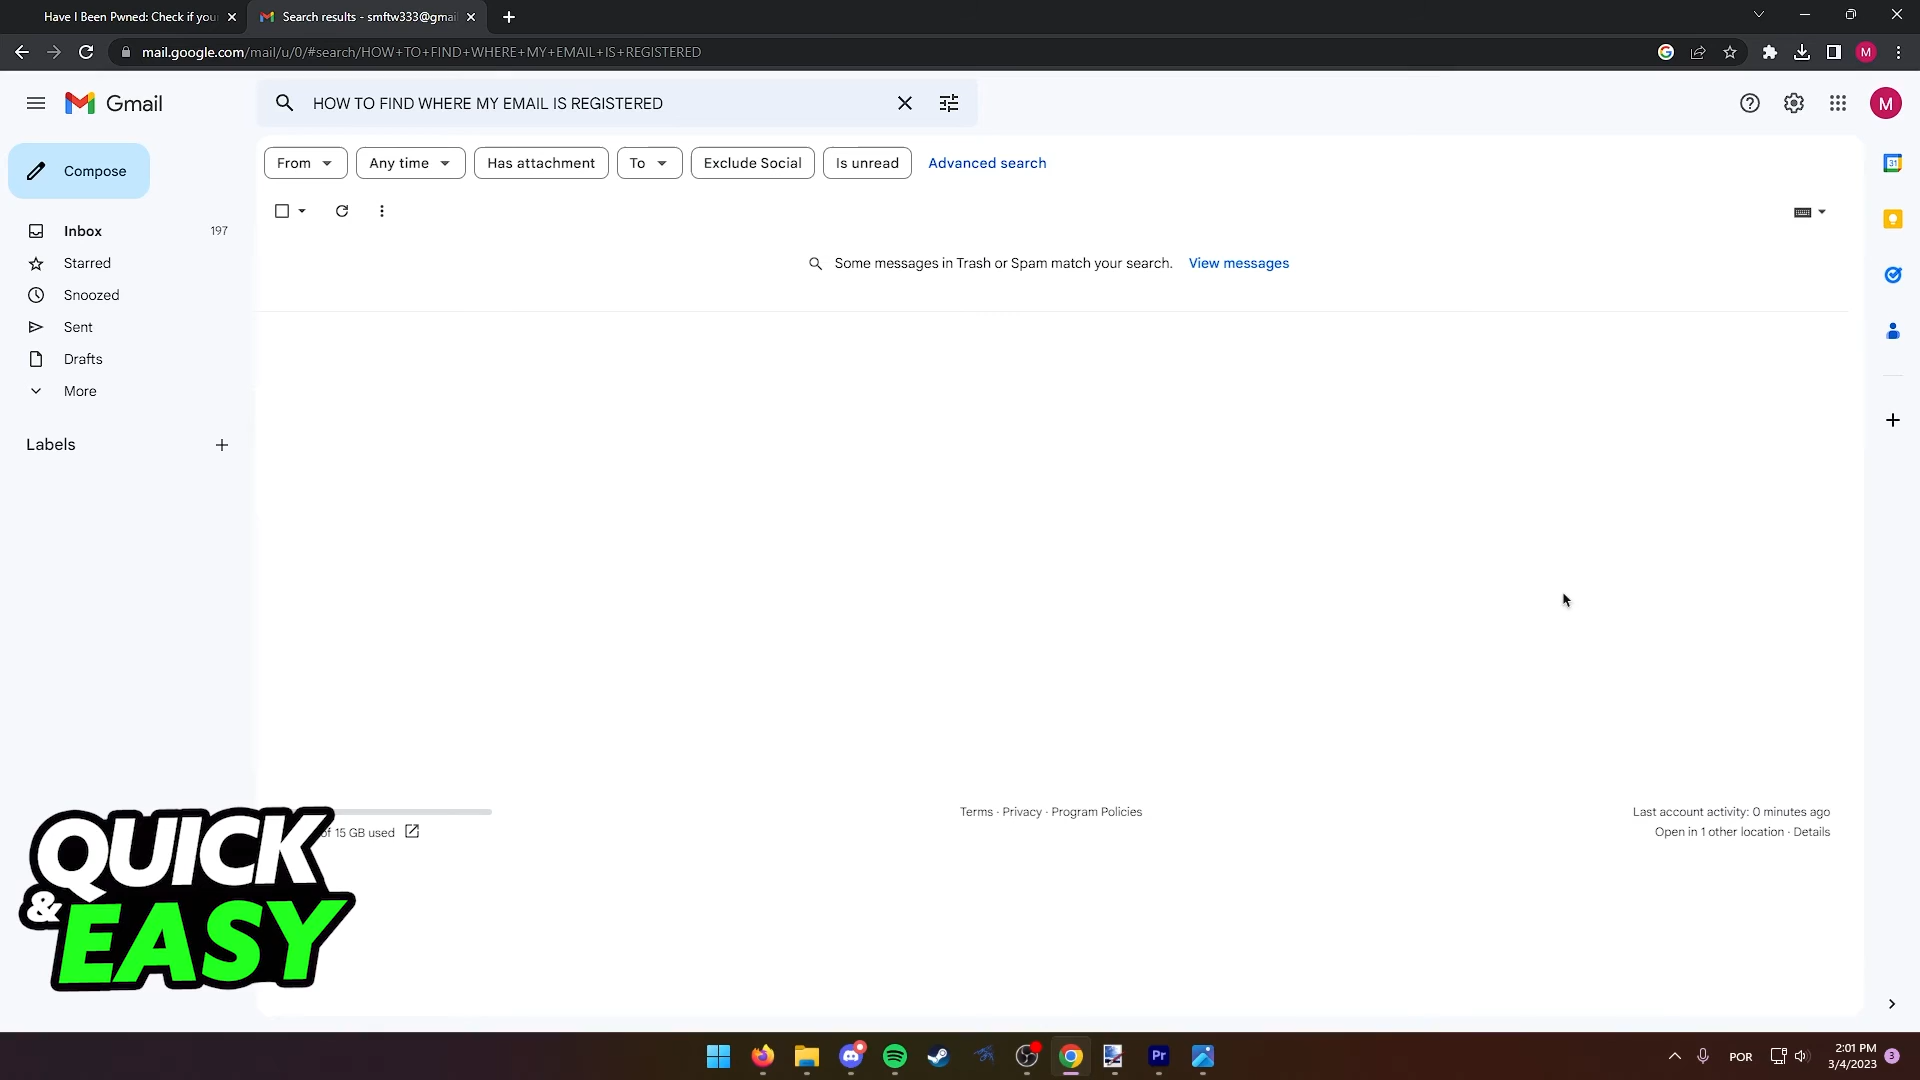 Have I Been Pwned: Check if you
Search results - smftw333@gmai
mail.google.com/mail/u/0/#search/HOW+TO+FIND+WHERE+MY+EMAIL+IS+REGISTERED
M
Gmail
HOW TO FIND WHERE MY EMAIL IS REGISTERED
M
Compose
From
Any time
Has attachment
To
Exclude Social
Is unread
Advanced search
31
Inbox 197
Starred
Snoozed
Sent
Drafts
More
Labels
Some messages in Trash or Spam match your search. View messages
of 15 GB used
Terms · Privacy · Program Policies
Last account activity: 0 minutes ago
Open in 1 other location · Details
QUICK
& EASY
Pr
POR
2:01 PM
3/4/2023
3